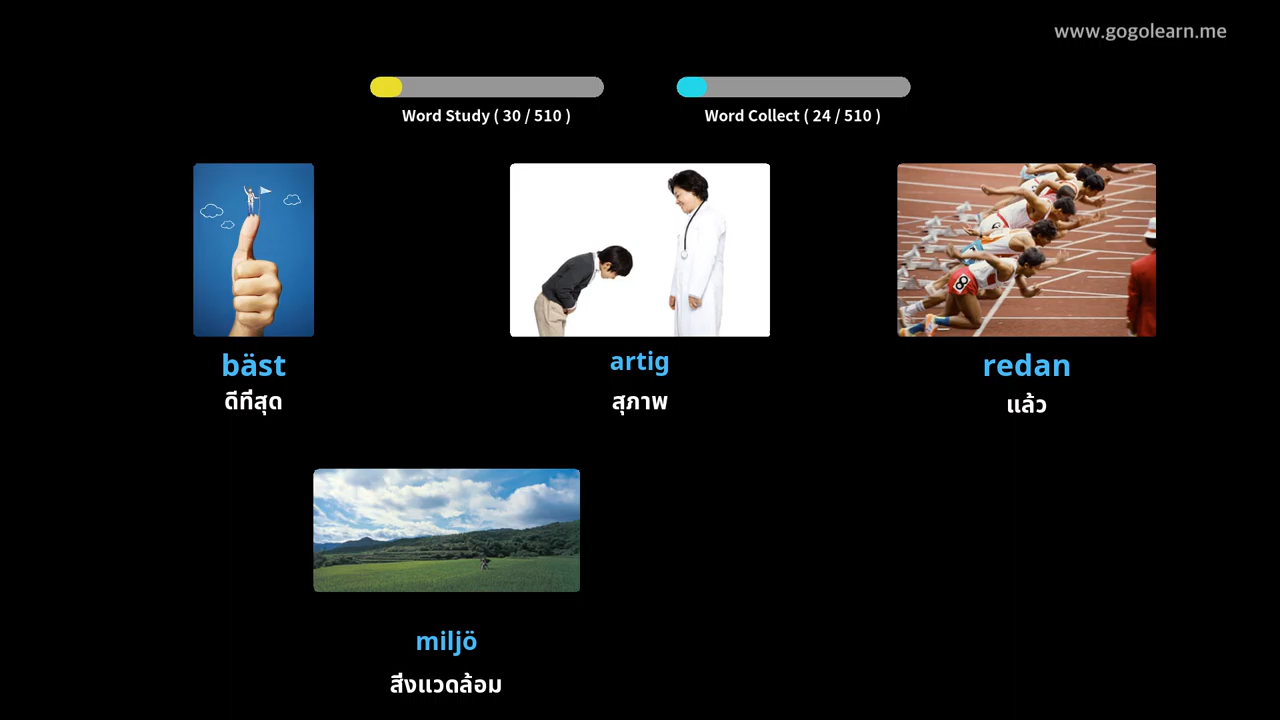 www.gogolearn.me
Word Study ( 30 / 510 )
Word Collect ( 24 / 510 )
bäst
ดีที่สุด
artig
สุภาพ
redan
แล้ว
8
miljö
สิ่งแวดล้อม